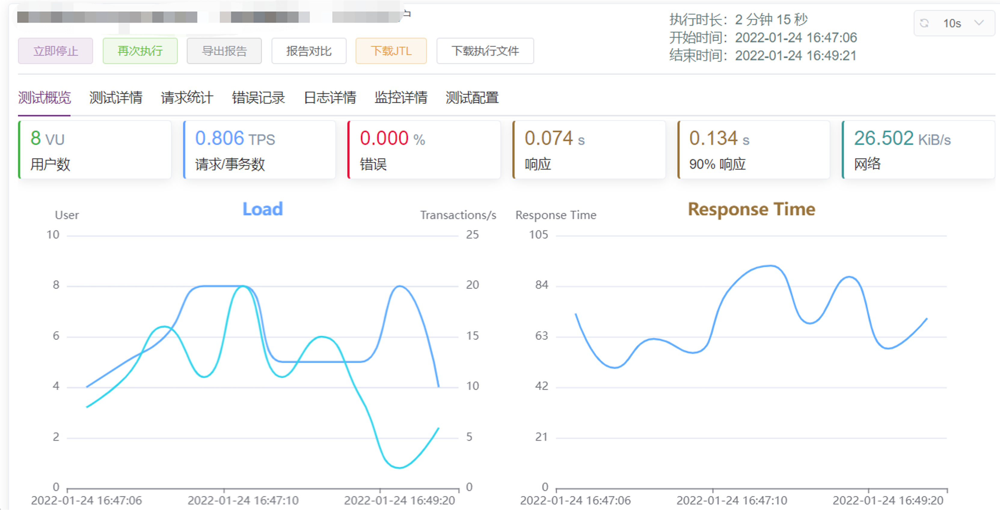 户
执行时长：2 分钟 15 秒
开始时间：2022-01-24 16:47:06
结束时间：2022-01-24 16:49:21
10s
立即停止 再次执行 导出报告 报告对比 下载JTL 下载执行文件
测试概览 测试详情 请求统计 错误记录 日志详情 监控详情 测试配置
8 VU
用户数
0.806 TPS
请求/事务数
0.000 %
错误
0.074 s
响应
0.134 s
90% 响应
26.502 KiB/s
网络
Load
User
Transactions/s
10
8
6
4
2
0
25
20
15
10
5
0
2022-01-24 16:47:06 2022-01-24 16:47:10 2022-01-24 16:49:20
Response Time
Response Time
105
84
63
42
21
0
2022-01-24 16:47:06 2022-01-24 16:47:10 2022-01-24 16:49:20